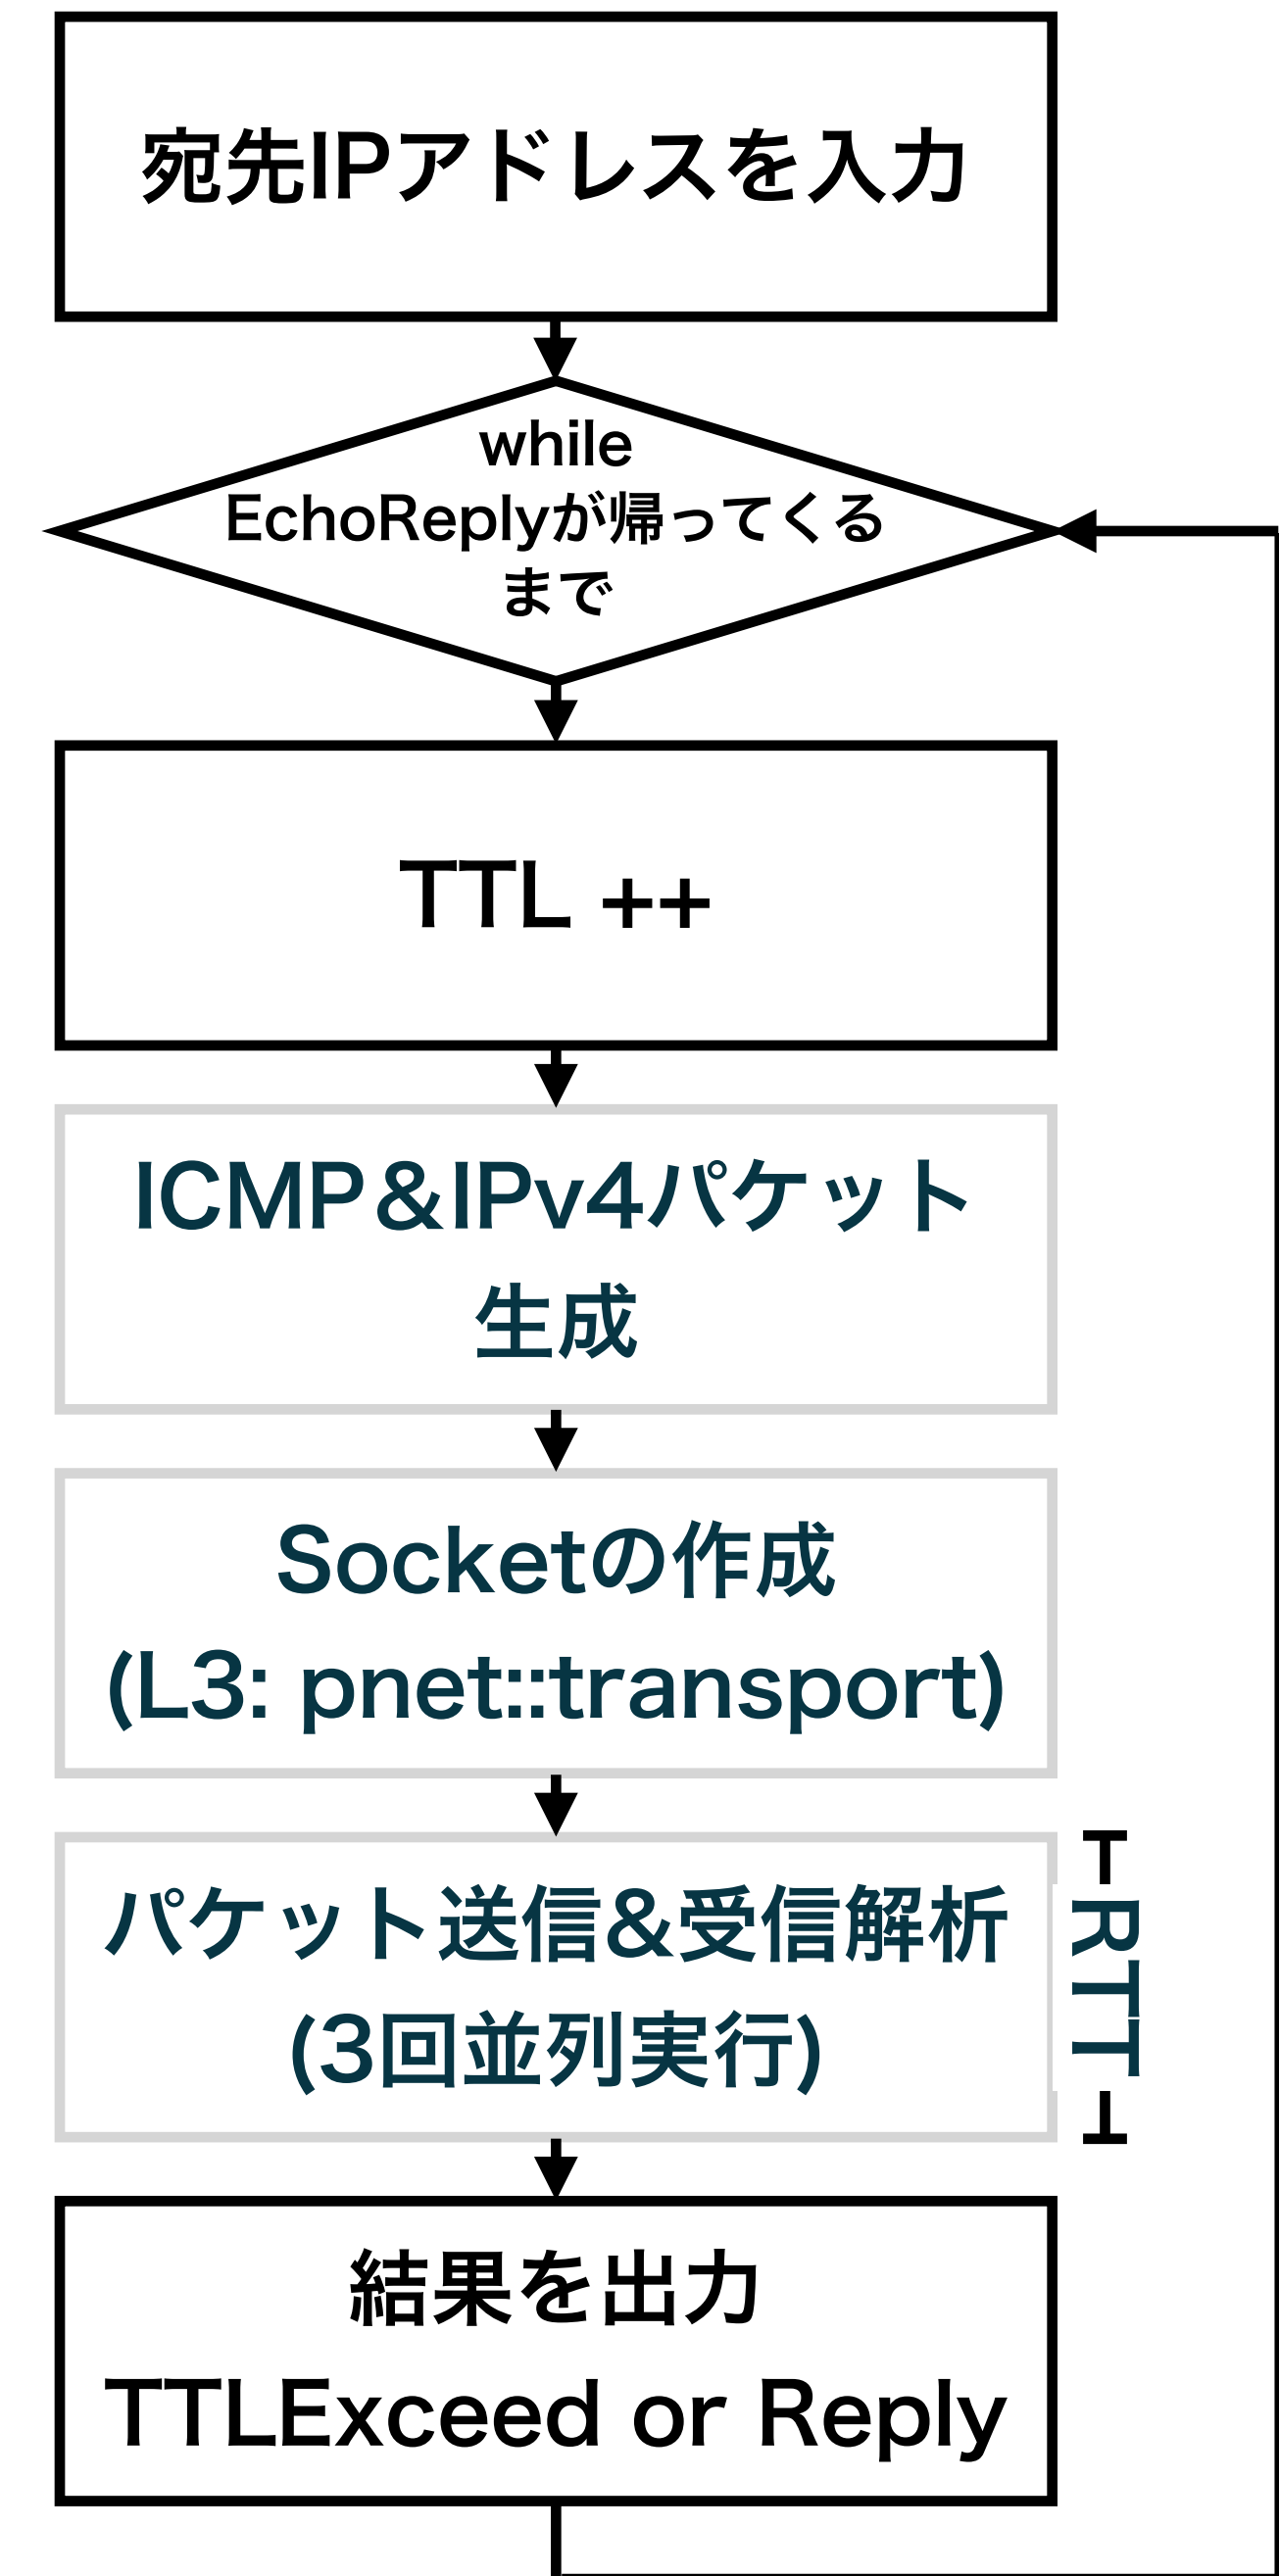 宛先IPアドレスを入力
while
EchoReplyが帰ってくる
まで
TTL ++
ICMP＆IPv4パケット
生成
Socketの作成
(L3: pnet::transport)
パケット送信&受信解析
(3回並列実行)
RTT
結果を出力
TTLExceed or Reply